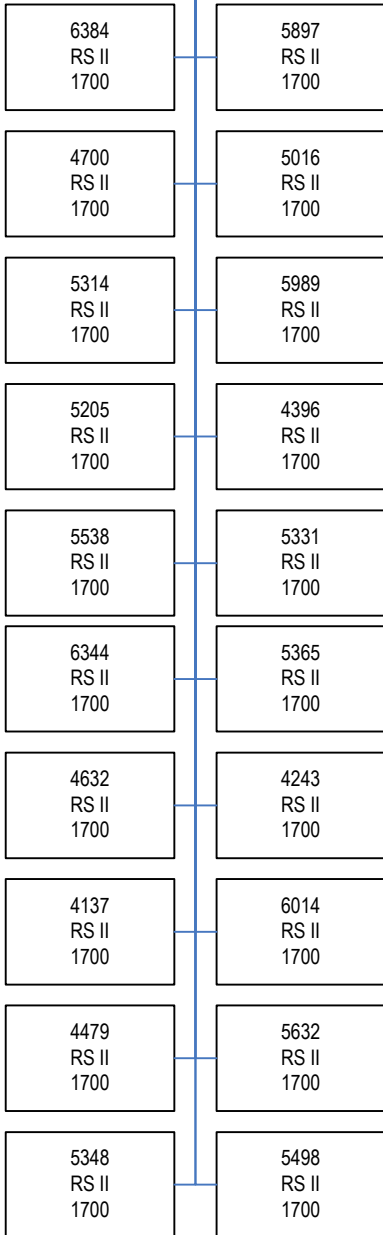 6384
RS II
1700
5897
RS II
1700
4700
RS II
1700
5016
RS II
1700
5314
RS II
1700
5989
RS II
1700
5205
RS II
1700
4396
RS II
1700
5538
RS II
1700
5331
RS II
1700
6344
RS II
1700
5365
RS II
1700
4632
RS II
1700
4243
RS II
1700
4137
RS II
1700
6014
RS II
1700
4479
RS II
1700
5632
RS II
1700
5348
RS II
1700
5498
RS II
1700